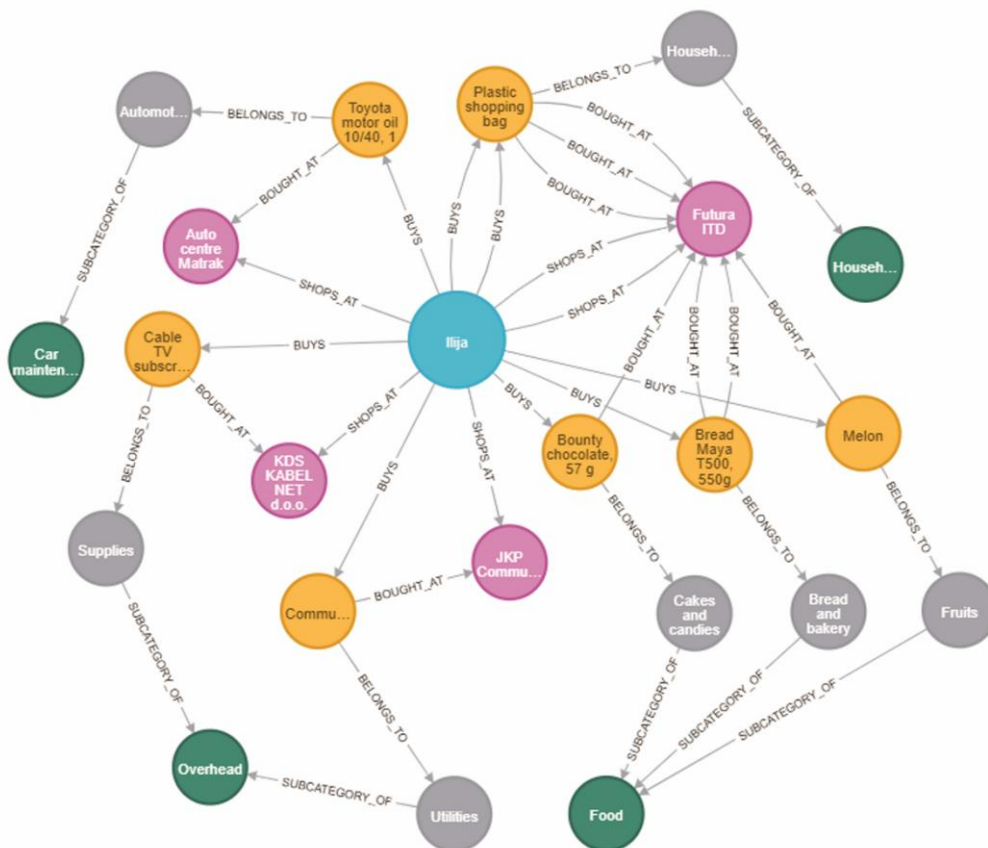 Househ...
BELONGS_TO
Plastic
shopping
bag
Automot...
BELONGS_TO
Toyota
motor oil
10/40, 1
BOUGHT_AT
BOUGHT_AT
BOUGHT_AT
SUBCATEGORY_OF
SUBCATEGORY_OF
BOUGHT_AT
BUYS
BUYS
BUYS
Futura
ITD
Auto
centre
Matrak
Househ...
SHOPS_AT
SHOPS_AT
SHOPS_AT
Ilija
Car
mainten...
Cable
TV
subscr...
BUYS
BOUGHT_AT
BOUGHT_AT
BOUGHT_AT
BOUGHT_AT
BUYS
BUYS
BUYS
BELONGS_TO
BOUGHT_AT
SHOPS_AT
SHOPS_AT
BUYS
Bounty
chocolate,
57 g
Bread
Maya
T500,
550g
Melon
KDS
KABEL
NET
d.o.o.
BELONGS_TO
BELONGS_TO
BELONGS_TO
Supplies
JKP
Commu...
Commu...
BOUGHT_AT
Cakes
and
candies
Bread
and
bakery
Fruits
SUBCATEGORY_OF
BELONGS_TO
SUBCATEGORY_OF
SUBCATEGORY_OF
SUBCATEGORY_OF
Overhead
SUBCATEGORY_OF
Utilities
Food